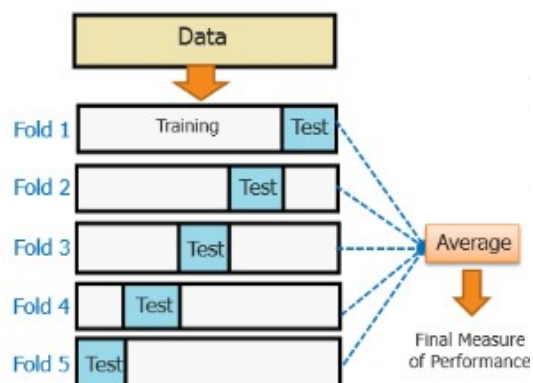 Data
Fold 1
Training
Test
Fold 2
Test
Fold 3
Test
Average
Fold 4
Test
Final Measure
of Performance
Fold 5
Test